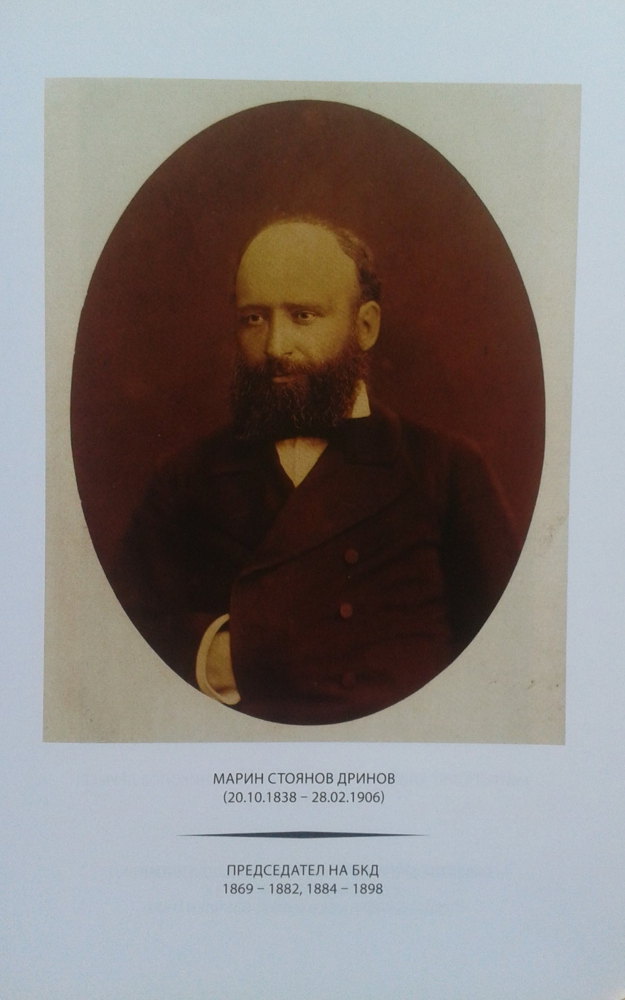 МАРИН СТОЯНОВ ДРИНОВ
(20.10.1838 – 28.02.1906)
ПРЕДСЕДАТЕЛ НА БКД
1869 – 1882, 1884 – 1898